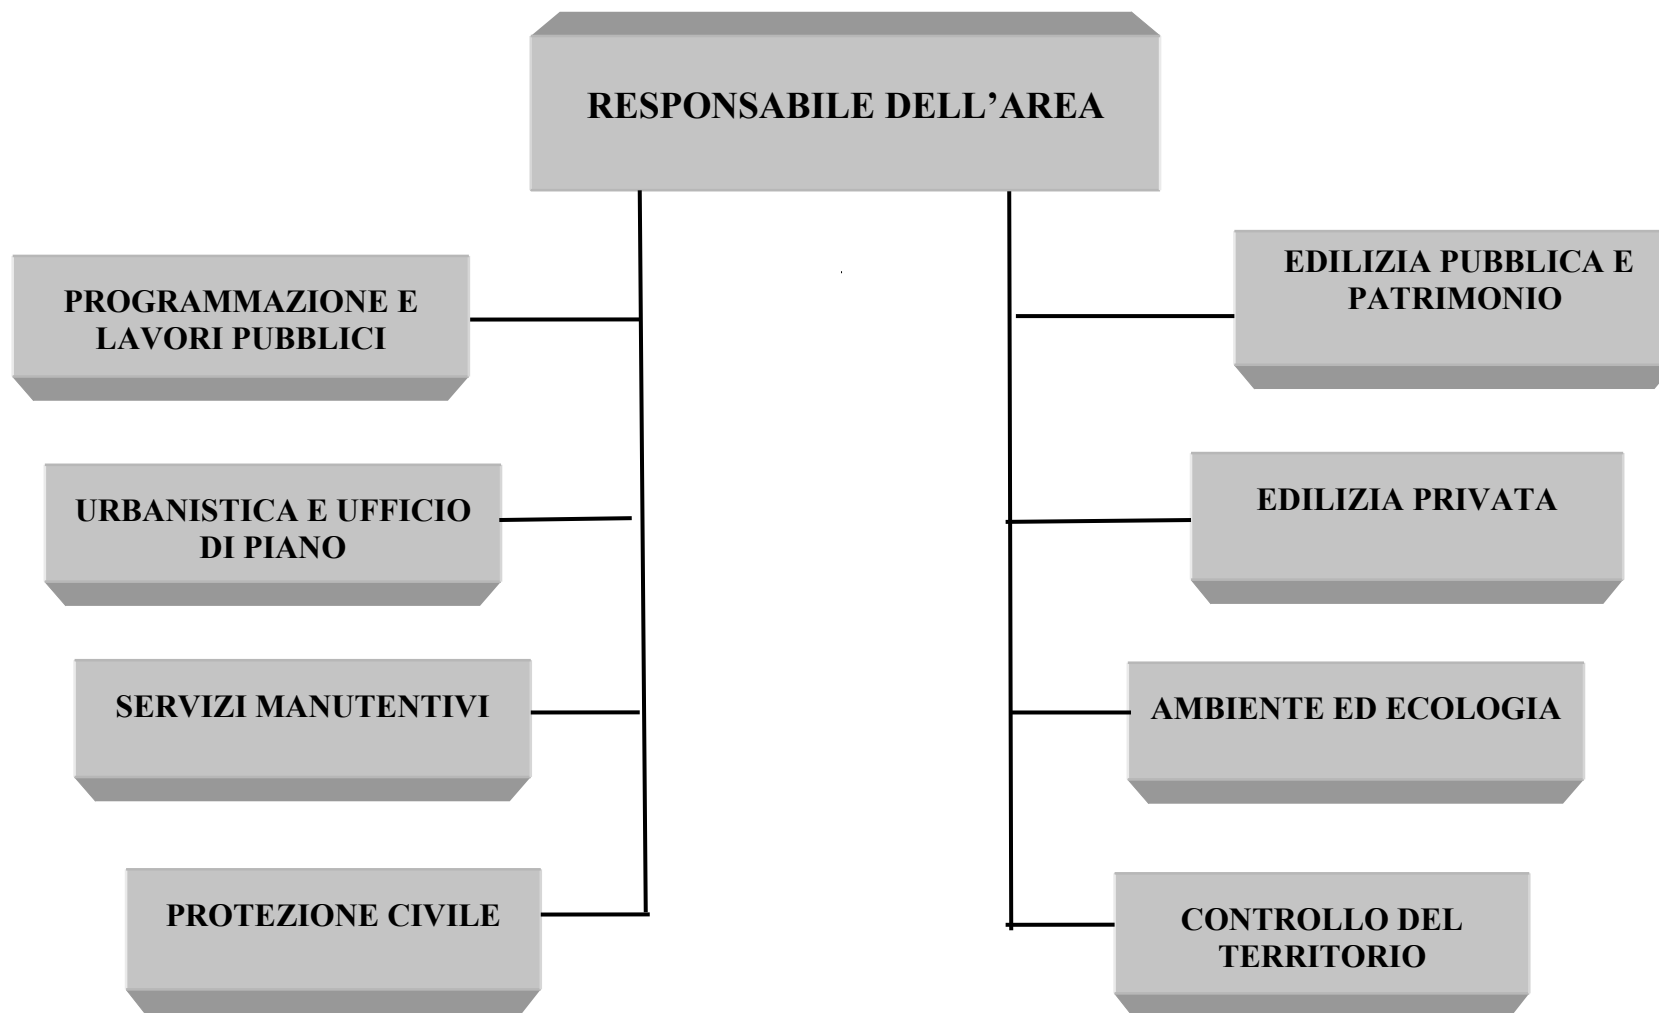 RESPONSABILE DELL’AREA
PROGRAMMAZIONE E
LAVORI PUBBLICI
URBANISTICA E UFFICIO
DI PIANO
SERVIZI MANUTENTIVI
PROTEZIONE CIVILE
EDILIZIA PUBBLICA E
PATRIMONIO
EDILIZIA PRIVATA
AMBIENTE ED ECOLOGIA
CONTROLLO DEL
TERRITORIO